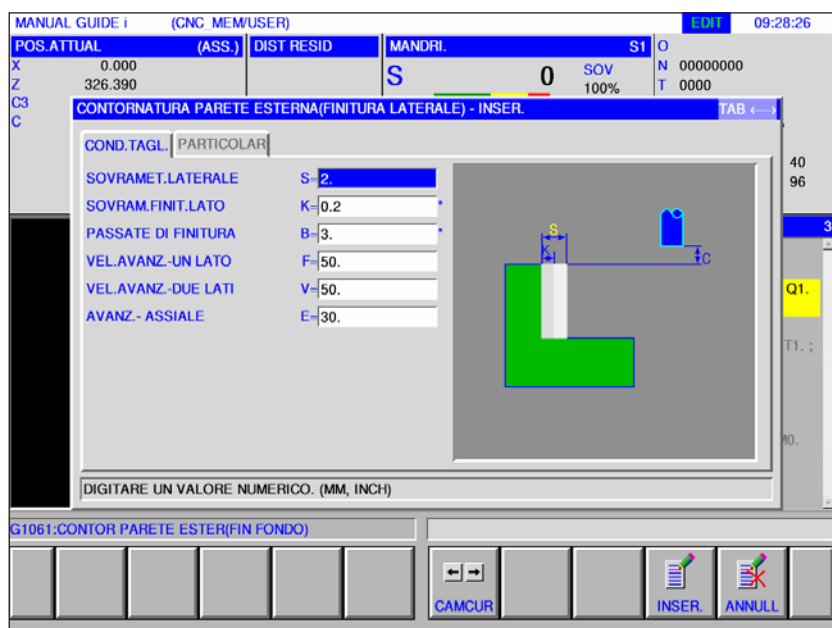 MANUAL GUIDE i (CNC_MEM/USER) EDIT 09:28:26
POS.ATTUAL (ASS.) DIST RESID MANDRI. S1 O
X 0.000 S 0 SOV N 00000000
Z 326.390 100% T 0000
C3
C
CONTORNATURA PARETE ESTERNA(FINITURA LATERALE) - INSER. TAB ←→
COND.TAGL. PARTICOLAR
SOVRAMET.LATERALE S=2.
SOVRAM.FINIT.LATO K=0.2 *
PASSATE DI FINITURA B=3. *
VEL.AVANZ.-UN LATO F=50.
VEL.AVANZ.-DUE LATI V=50.
AVANZ.- ASSIALE E=30.
S
K
C
40
96
3
Q1.
T1. ;
DIGITARE UN VALORE NUMERICO. (MM, INCH)
G1061:CONTOR PARETE ESTER(FIN FONDO)
CAMCUR INSER. ANNULL